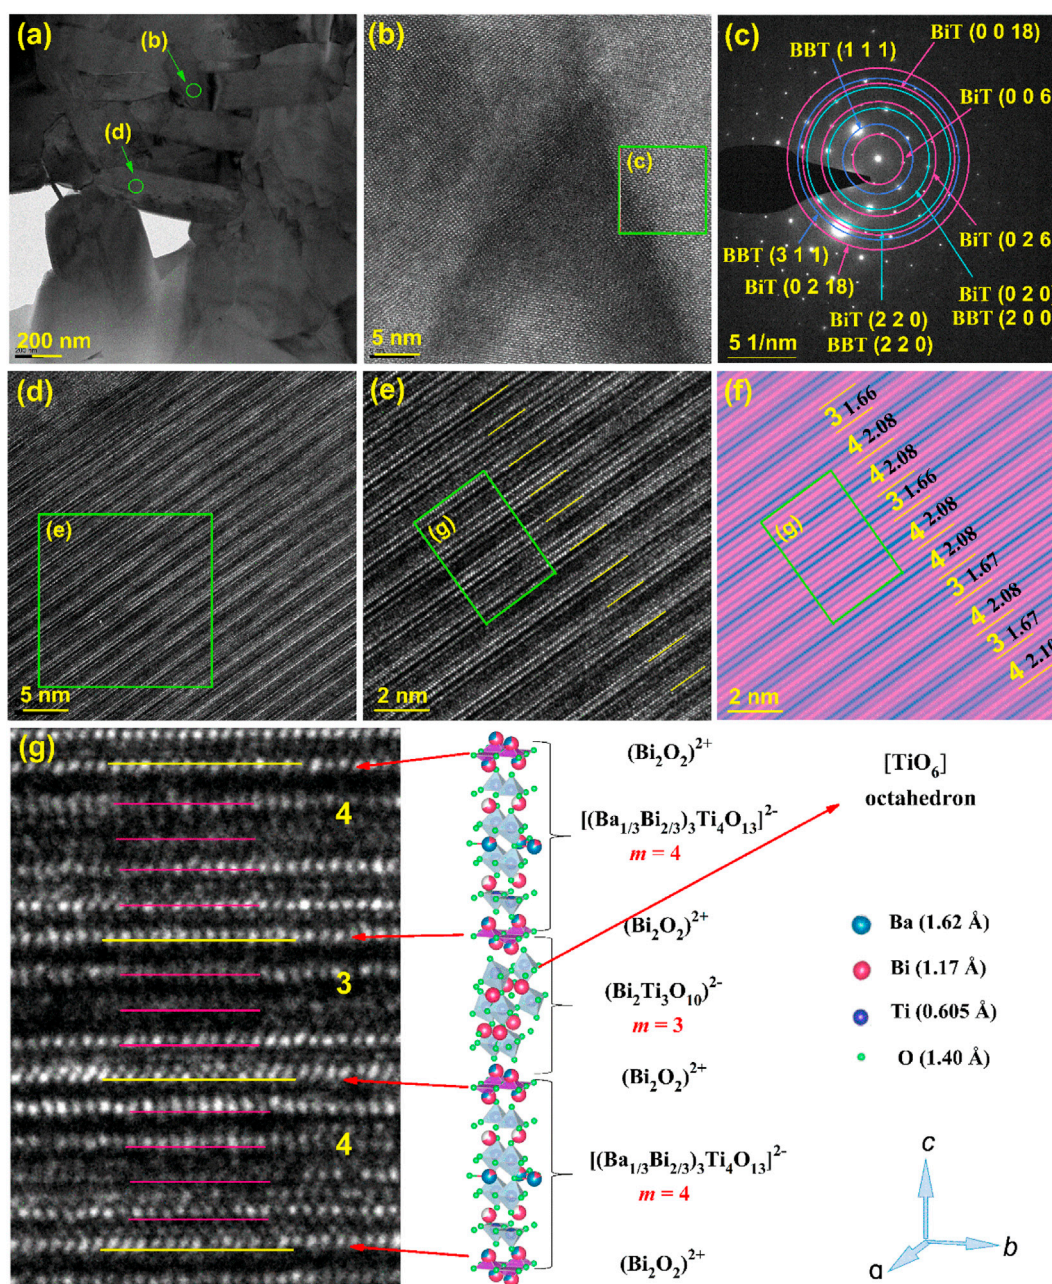 (a)
(b)
(d)
200 nm
(b)
(c)
5 nm
(c)
BiT (0 0 18)
BBT (1 1 1)
BiT (0 0 6
BiT (0 2 6
BBT (3 1 1)
BiT (0 2 18)
BiT (0 2 0
BBT (2 0 0
BiT (2 2 0)
BBT (2 2 0)
5 1/nm
(d)
(e)
5 nm
(e)
(g)
2 nm
(f)
3 1.66
4 2.08
4 2.08
3 1.66
4 2.08
4 2.08
3 1.67
4 2.08
3 1.67
4 2.10
(g)
2 nm
(g)
4
3
4
(Bi₂O₂)²⁺
[(Ba₁/₃Bi₂/₃)₃Ti₄O₁₃]²⁻
m = 4
(Bi₂O₂)²⁺
(Bi₂Ti₃O₁₀)²⁻
m = 3
(Bi₂O₂)²⁺
[(Ba₁/₃Bi₂/₃)₃Ti₄O₁₃]²⁻
m = 4
(Bi₂O₂)²⁺
[TiO₆]
octahedron
Ba (1.62 Å)
Bi (1.17 Å)
Ti (0.605 Å)
O (1.40 Å)
c
b
a